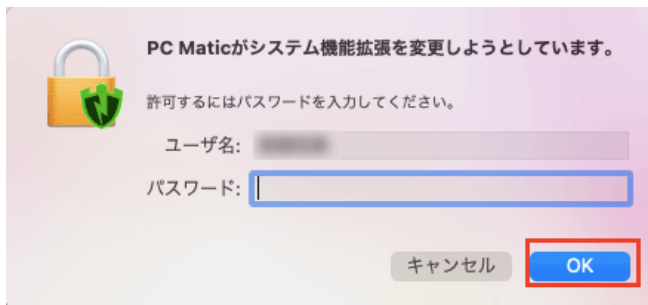 PC Maticがシステム機能拡張を変更しようとしています。
許可するにはパスワードを入力してください。
ユーザ名:
パスワード:
キャンセル OK